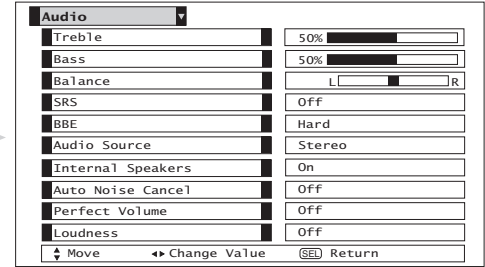 Audio
Treble 50%
Bass 50%
Balance L R
SRS Off
BBE Hard
Audio Source Stereo
Internal Speakers On
Auto Noise Cancel Off
Perfect Volume Off
Loudness Off
Move Change Value SEL Return